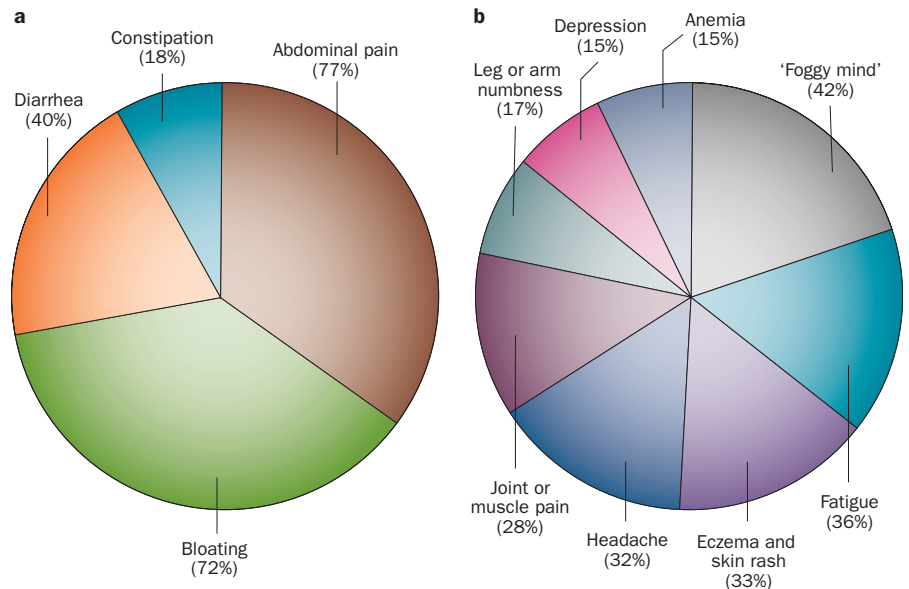 a
Constipation
(18%)
Abdominal pain
(77%)
Diarrhea
(40%)
Bloating
(72%)
b
Depression
(15%)
Anemia
(15%)
Leg or arm
numbness
(17%)
‘Foggy mind’
(42%)
Joint or
muscle pain
(28%)
Headache
(32%)
Eczema and
skin rash
(33%)
Fatigue
(36%)